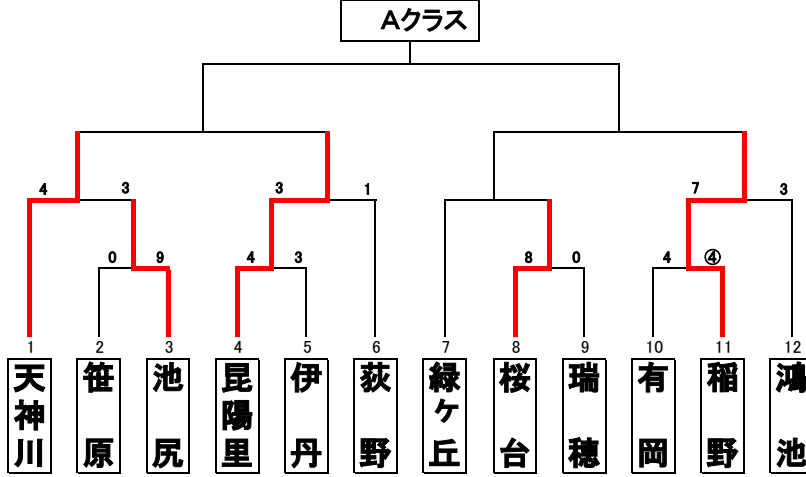 Aクラス
4 3 3 1 7 3
0 9 4 3 8 0 4 ④
1 2 3 4 5 6 7 8 9 10 11 12
天神川
笹原
池尻
昆陽里
伊丹
荻野
緑ヶ丘
桜台
瑞穂
有岡
稲野
鴻池